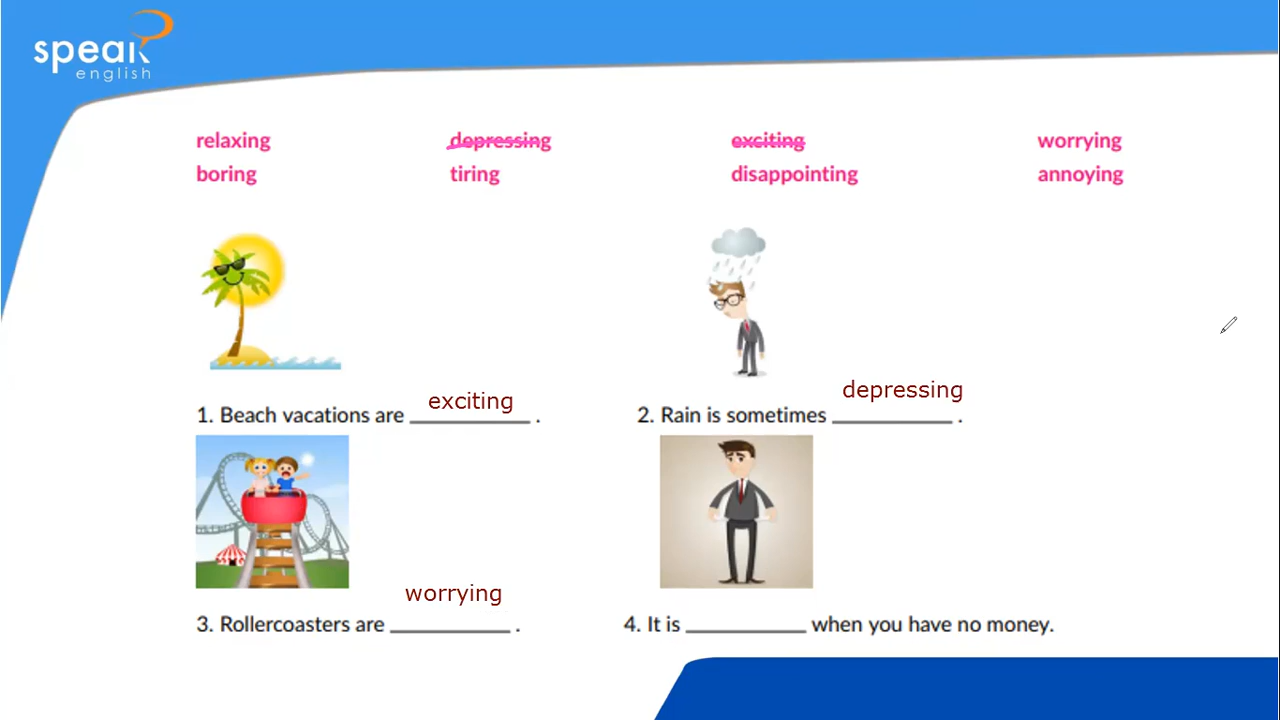 speak
english
relaxing depressing exciting worrying
boring tiring disappointing annoying
exciting depressing
1. Beach vacations are __________ . 2. Rain is sometimes __________ .
worrying
3. Rollercoasters are __________ . 4. It is __________ when you have no money.